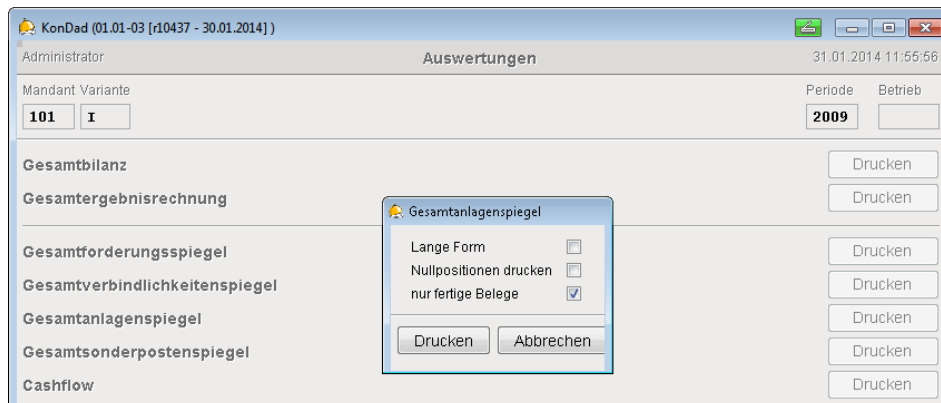 KonDad (01.01-03 [r10437 - 30.01.2014] )
Administrator Auswertungen 31.01.2014 11:55:56
Mandant Variante Periode Betrieb
101 I 2009
Gesamtbilanz Drucken
Gesamtergebnisrechnung Drucken
Gesamtforderungsspiegel Drucken
Gesamtverbindlichkeitenspiegel Drucken
Gesamtanlagenspiegel Drucken
Gesamtsonderpostenspiegel Drucken
Cashflow Drucken
Gesamtanlagenspiegel
Lange Form
Nullpositionen drucken
nur fertige Belege
Drucken Abbrechen